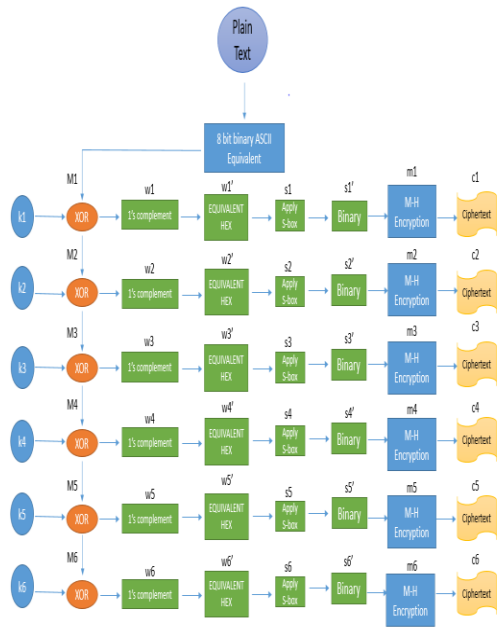 Plain
Text
8 bit binary ASCII
Equivalent
M1
k1
XOR
w1
1's complement
w1'
EQUIVALENT
HEX
s1
Apply
S-box
s1'
Binary
m1
M-H
Encryption
c1
Ciphertext
M2
k2
XOR
w2
1's complement
w2'
EQUIVALENT
HEX
s2
Apply
S-box
s2'
Binary
m2
M-H
Encryption
c2
Ciphertext
M3
k3
XOR
w3
1's complement
w3'
EQUIVALENT
HEX
s3
Apply
S-box
s3'
Binary
m3
M-H
Encryption
c3
Ciphertext
M4
k4
XOR
w4
1's complement
w4'
EQUIVALENT
HEX
s4
Apply
S-box
s4'
Binary
m4
M-H
Encryption
c4
Ciphertext
M5
k5
XOR
w5
1's complement
w5'
EQUIVALENT
HEX
s5
Apply
S-box
s5'
Binary
m5
M-H
Encryption
c5
Ciphertext
M6
k6
XOR
w6
1's complement
w6'
EQUIVALENT
HEX
s6
Apply
S-box
s6'
Binary
m6
M-H
Encryption
c6
Ciphertext